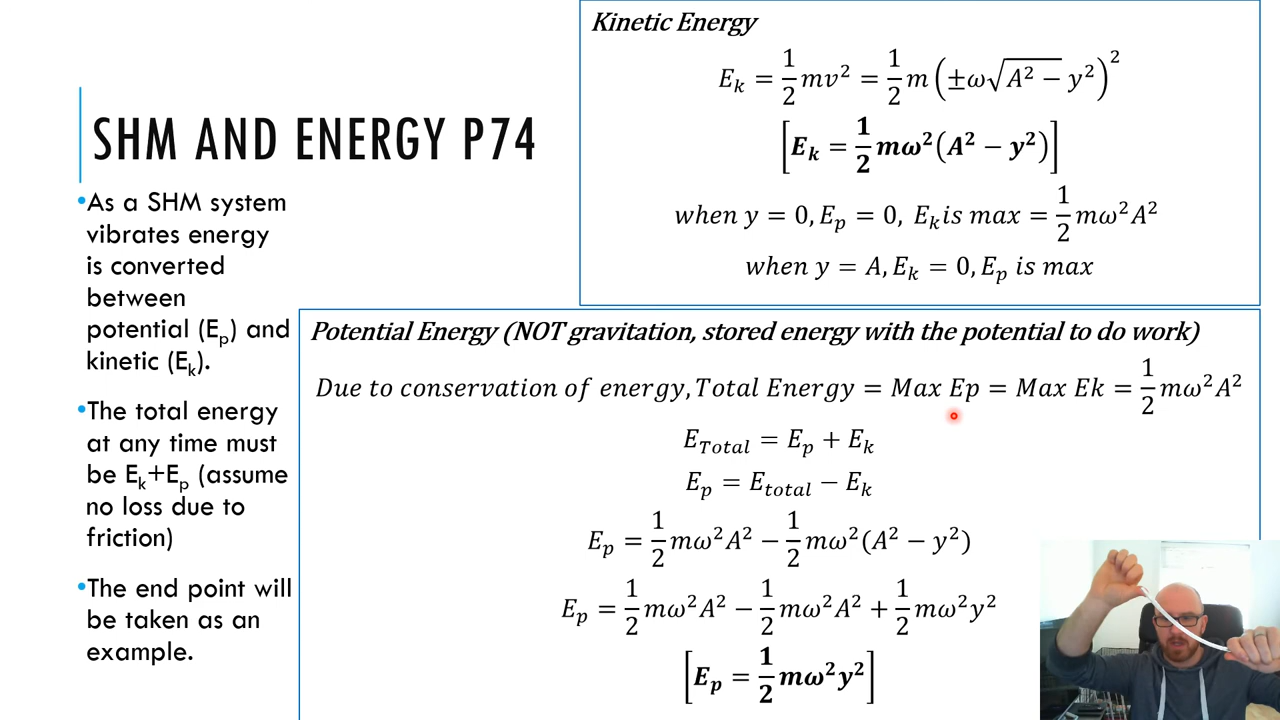 SHM AND ENERGY P74
•As a SHM system
vibrates energy
is converted
between
potential (Eₚ) and
kinetic (Eₖ).
•The total energy
at any time must
be Eₖ+Eₚ (assume
no loss due to
friction)
•The end point will
be taken as an
example.
Kinetic Energy
Eₖ = 1/2 mv² = 1/2 m(±ω√(A² −) y²)²
[Eₖ = 1/2 mω²(A² − y²)]
when y = 0, Eₚ = 0, Eₖis max = 1/2 mω²A²
when y = A, Eₖ = 0, Eₚ is max
Potential Energy (NOT gravitation, stored energy with the potential to do work)
Due to conservation of energy, Total Energy = Max Ep = Max Ek = 1/2 mω²A²
E_Total = Eₚ + Eₖ
Eₚ = E_total − Eₖ
Eₚ = 1/2 mω²A² − 1/2 mω²(A² − y²)
Eₚ = 1/2 mω²A² − 1/2 mω²A² + 1/2 mω²y²
[Eₚ = 1/2 mω²y²]